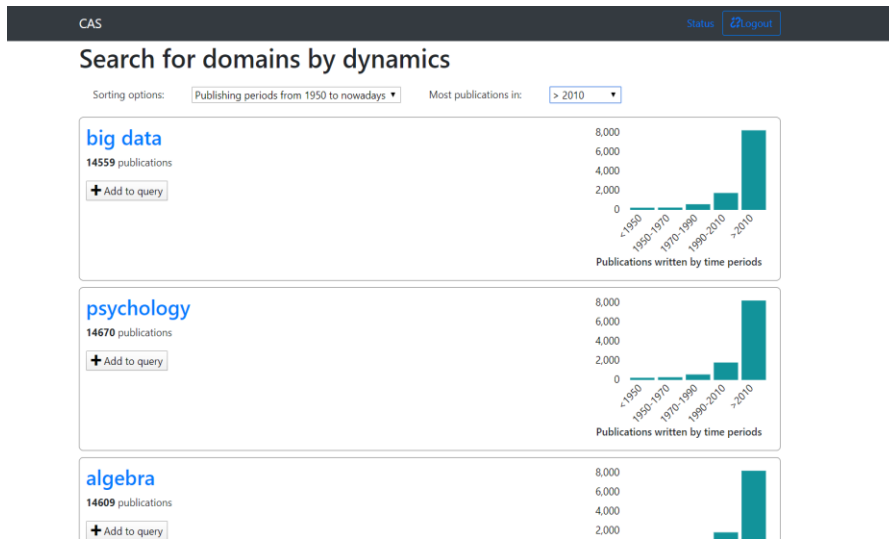 CAS
Status Logout
Search for domains by dynamics
Sorting options: Publishing periods from 1950 to nowadays Most publications in: > 2010
big data
14559 publications
Add to query
8,000
6,000
4,000
2,000
0
<1950 1950-1970 1970-1990 1990-2010 >2010
Publications written by time periods
psychology
14670 publications
Add to query
8,000
6,000
4,000
2,000
0
<1950 1950-1970 1970-1990 1990-2010 >2010
Publications written by time periods
algebra
14609 publications
Add to query
8,000
6,000
4,000
2,000